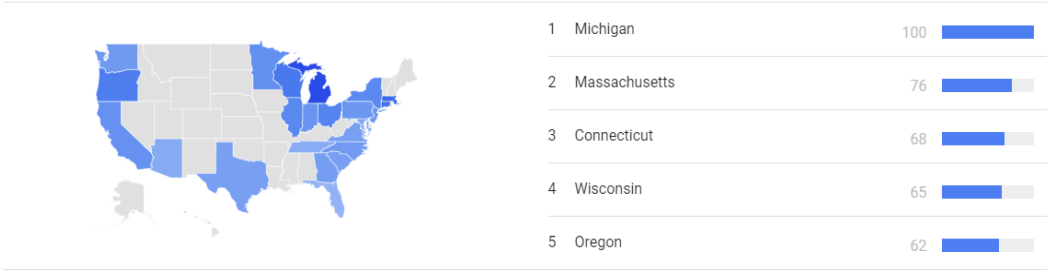 1 Michigan 100
2 Massachusetts 76
3 Connecticut 68
4 Wisconsin 65
5 Oregon 62